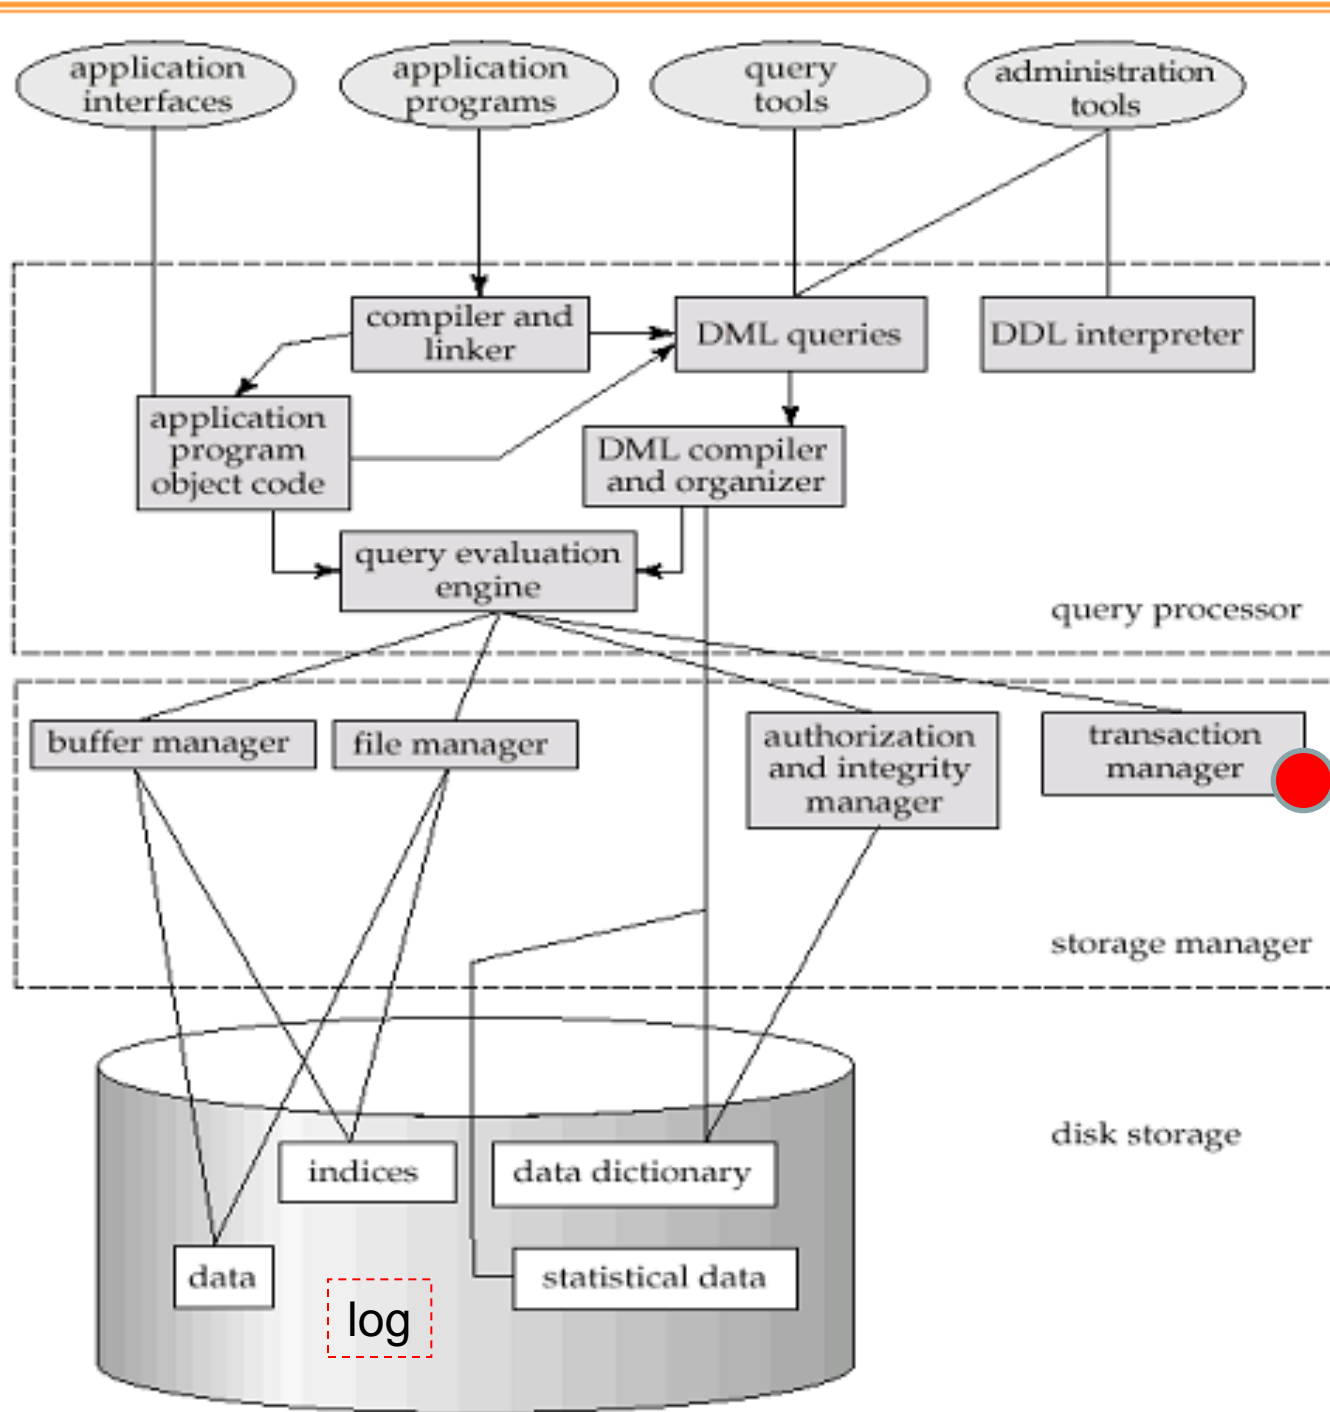 application
interfaces
application
programs
query
tools
administration
tools
compiler and
linker
DML queries
DDL interpreter
application
program
object code
DML compiler
and organizer
query evaluation
engine
query processor
buffer manager
file manager
authorization
and integrity
manager
transaction
manager
storage manager
disk storage
indices
data dictionary
data
statistical data
log